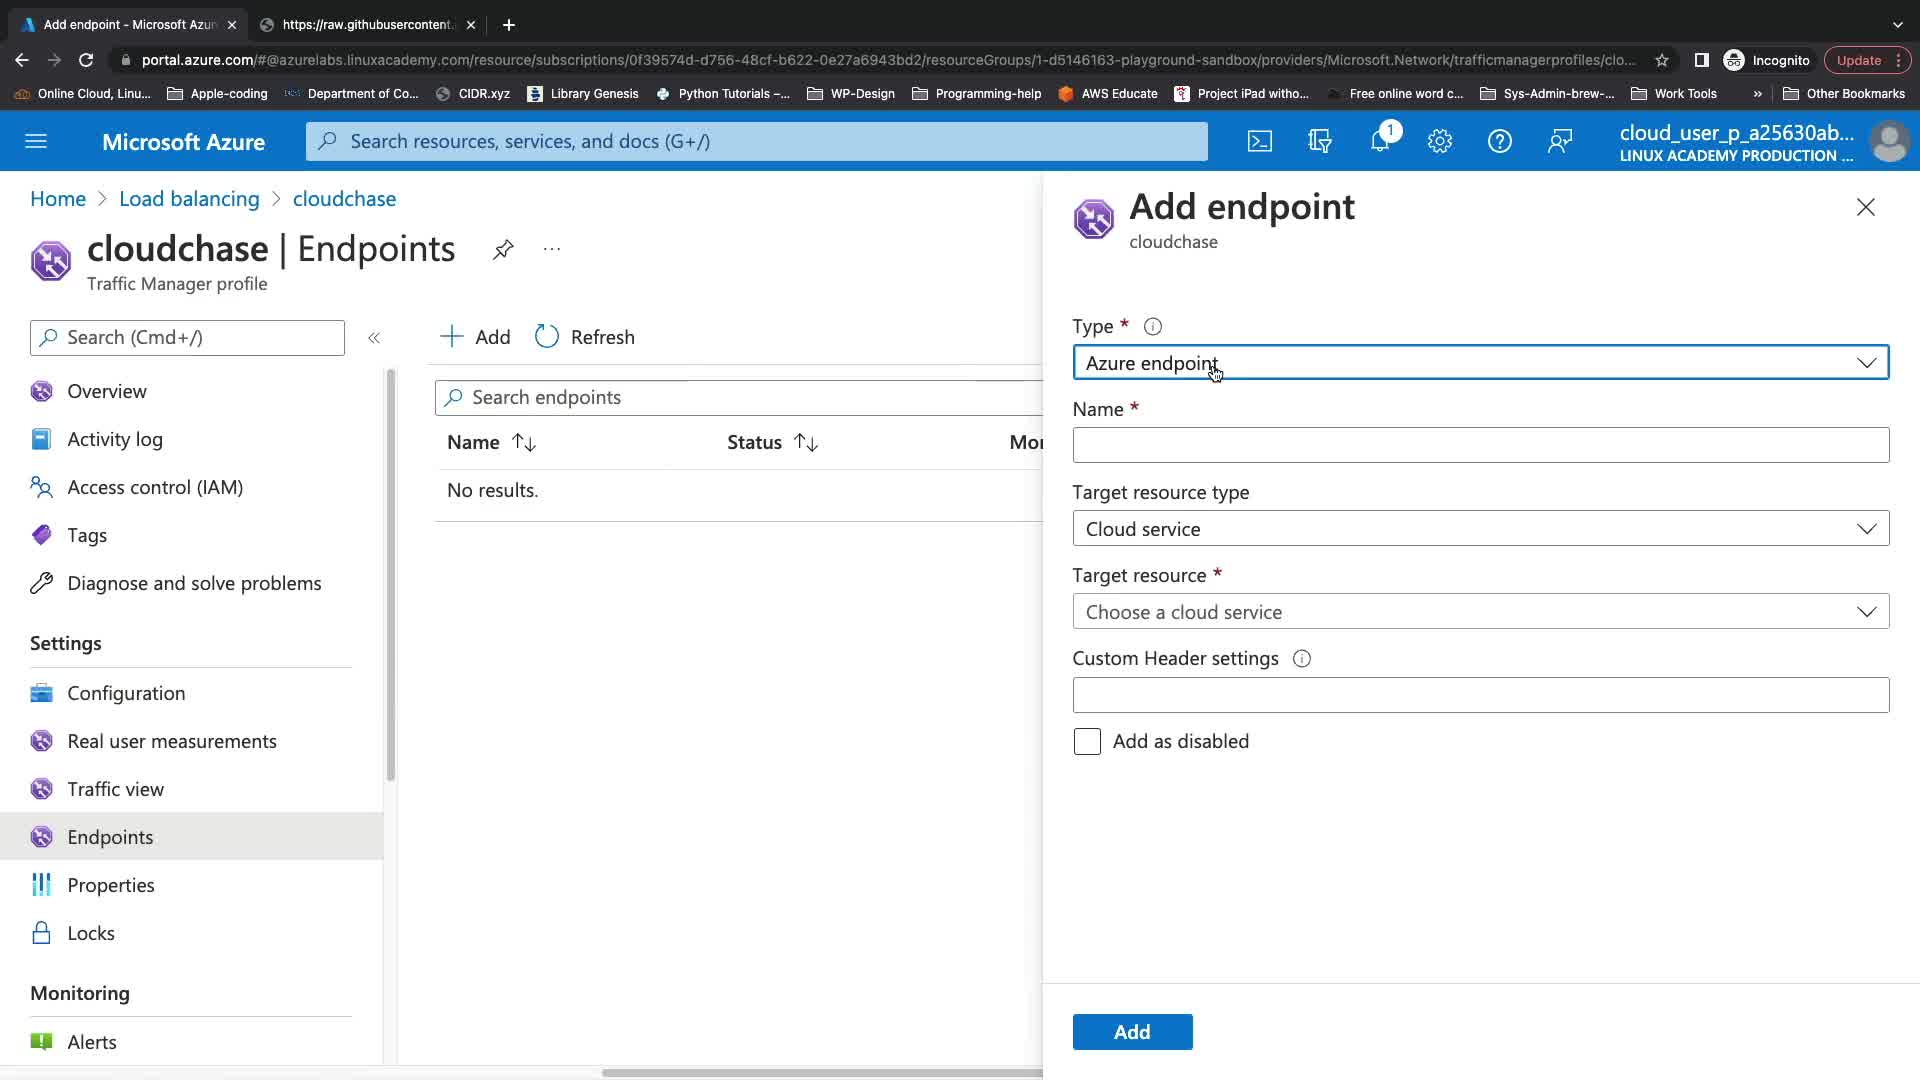 Add endpoint - Microsoft Azur
https://raw.githubusercontent.
portal.azure.com/#@azurelabs.linuxacademy.com/resource/subscriptions/0f39574d-d756-48cf-b622-0e27a6943bd2/resourceGroups/1-d5146163-playground-sandbox/providers/Microsoft.Network/trafficmanagerprofiles/clo...
Incognito
Update
Online Cloud, Linu...
Apple-coding
Department of Co...
CIDR.xyz
Library Genesis
Python Tutorials –...
WP-Design
Programming-help
AWS Educate
Project iPad witho...
Free online word c...
Sys-Admin-brew-...
Work Tools
»
Other Bookmarks
Microsoft Azure
Search resources, services, and docs (G+/)
1
cloud_user_p_a25630ab...
LINUX ACADEMY PRODUCTION ...
Home > Load balancing > cloudchase
cloudchase | Endpoints
...
Traffic Manager profile
Search (Cmd+/)
«
Overview
Activity log
Access control (IAM)
Tags
Diagnose and solve problems
Settings
Configuration
Real user measurements
Traffic view
Endpoints
Properties
Locks
Monitoring
Alerts
Add
Refresh
Search endpoints
Name
Status
Mor
No results.
Add endpoint
cloudchase
Type *
Azure endpoint
Name *
Target resource type
Cloud service
Target resource *
Choose a cloud service
Custom Header settings
Add as disabled
Add